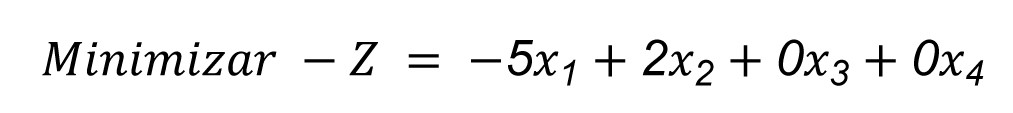 Minimizar − Z = −5x₁ + 2x₂ + 0x₃ + 0x₄